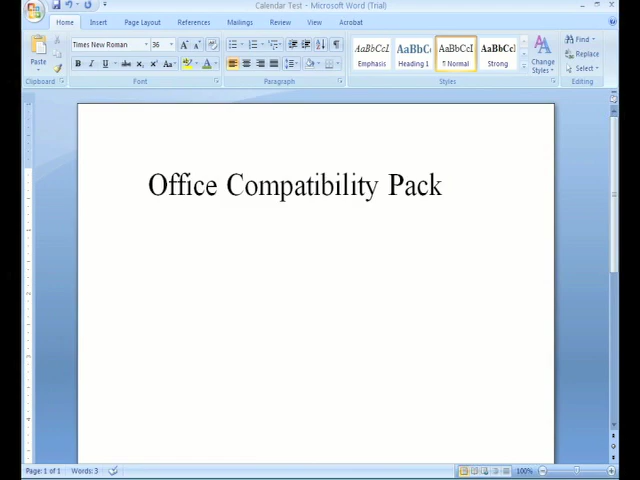 Calendar Test - Microsoft Word (Trial)
Home Insert Page Layout References Mailings Review View Acrobat
Times New Roman 36
Paste
AaBbCcL AaBbCc AaBbCcI AaBbCcI
Emphasis Heading 1 ¶ Normal Strong
Change Styles
Find
Replace
Select
Clipboard Font Paragraph Styles Editing
Office Compatibility Pack
Page: 1 of 1 Words: 3 100%